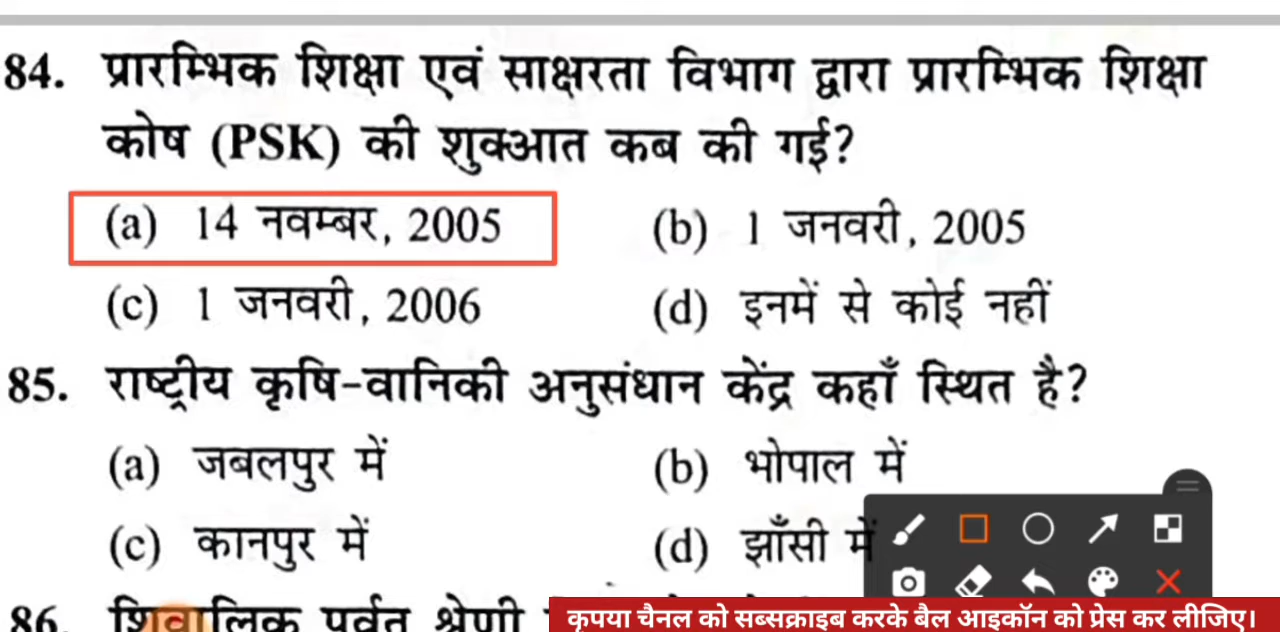 84. प्रारम्भिक शिक्षा एवं साक्षरता विभाग द्वारा प्रारम्भिक शिक्षा
कोष (PSK) की शुक्आत कब की गई?
(a) 14 नवम्बर, 2005 (b) 1 जनवरी, 2005
(c) 1 जनवरी, 2006 (d) इनमें से कोई नहीं
85. राष्ट्रीय कृषि-वानिकी अनुसंधान केंद्र कहाँ स्थित है?
(a) जबलपुर में (b) भोपाल में
(c) कानपुर में (d) झाँसी में
86. शिवालिक पर्वत श्रेणी
कृपया चैनल को सब्सक्राइब करके बैल आइकॉन को प्रेस कर लीजिए।